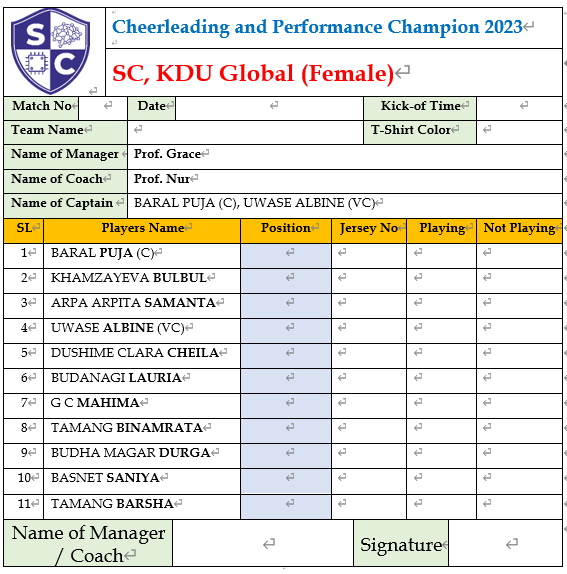 S C
Cheerleading and Performance Champion 2023
SC, KDU Global (Female)
Match No Date Kick-of Time
Team Name T-Shirt Color
Name of Manager Prof. Grace
Name of Coach Prof. Nur
Name of Captain BARAL PUJA (C), UWASE ALBINE (VC)
SL Players Name Position Jersey No Playing Not Playing
1 BARAL PUJA (C)
2 KHAMZAYEVA BULBUL
3 ARPA ARPITA SAMANTA
4 UWASE ALBINE (VC)
5 DUSHIME CLARA CHEILA
6 BUDANAGI LAURIA
7 G C MAHIMA
8 TAMANG BINAMRATA
9 BUDHA MAGAR DURGA
10 BASNET SANIYA
11 TAMANG BARSHA
Name of Manager
/ Coach Signature